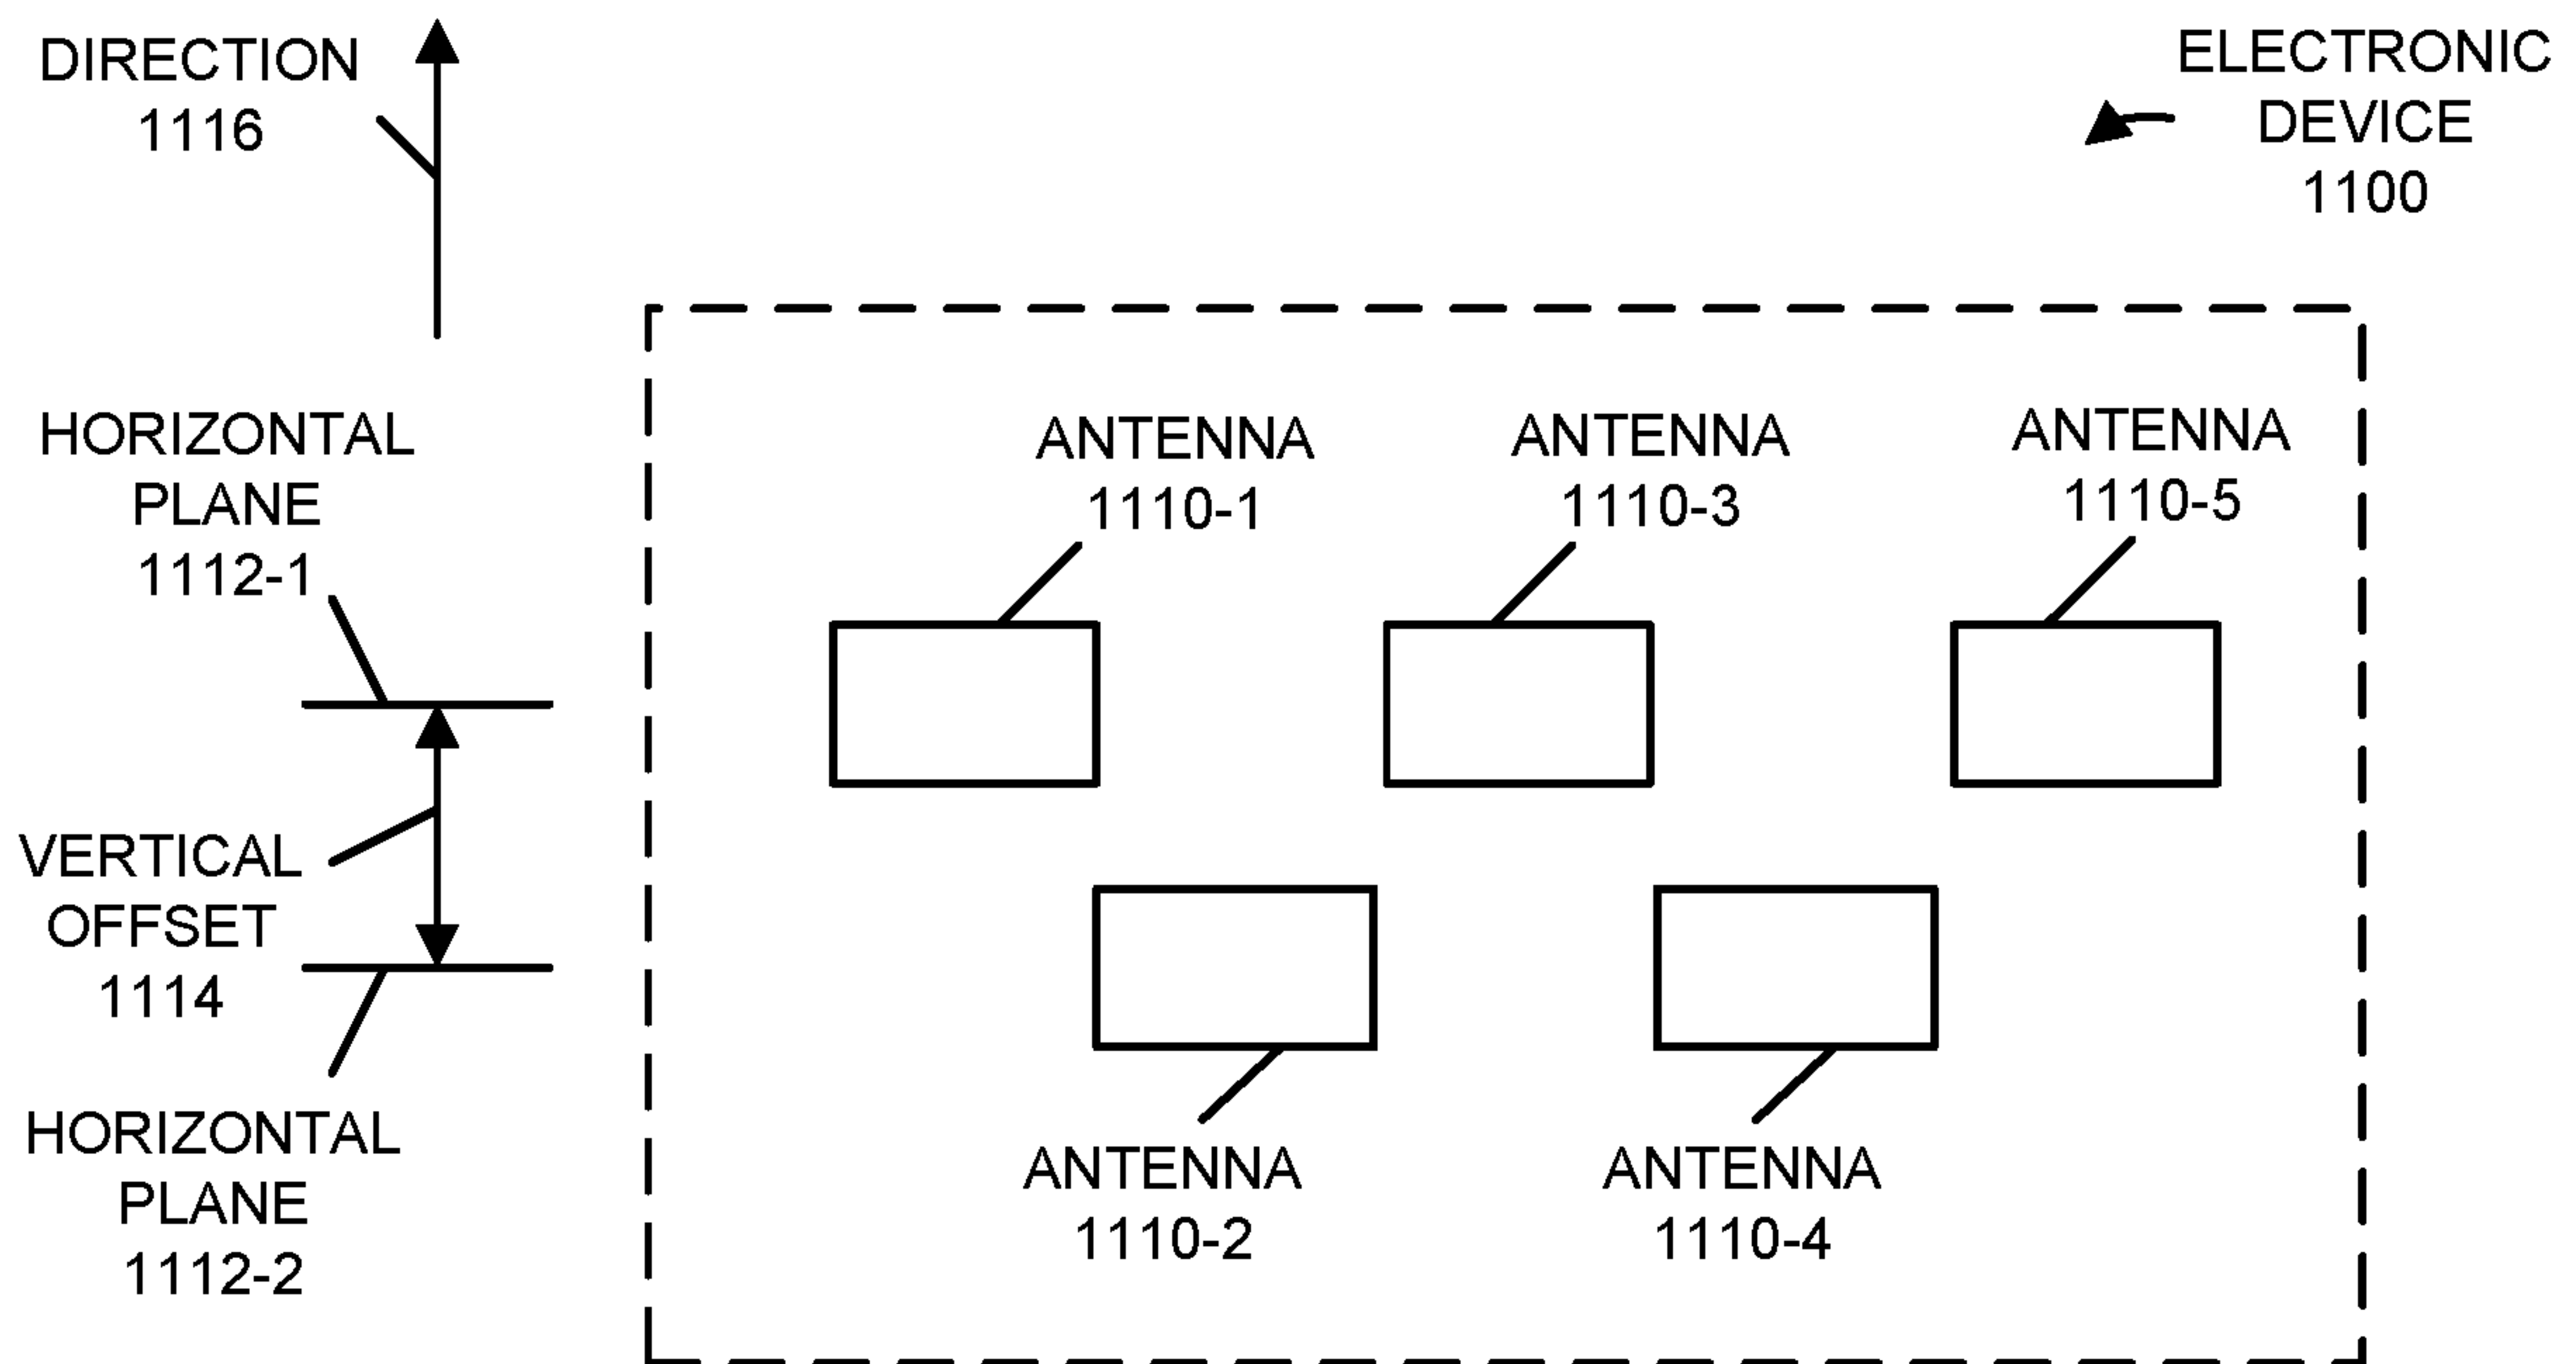 DIRECTION
1116
ELECTRONIC
DEVICE
1100
HORIZONTAL
PLANE
1112-1
ANTENNA
1110-1
ANTENNA
1110-3
ANTENNA
1110-5
VERTICAL
OFFSET
1114
HORIZONTAL
PLANE
1112-2
ANTENNA
1110-2
ANTENNA
1110-4